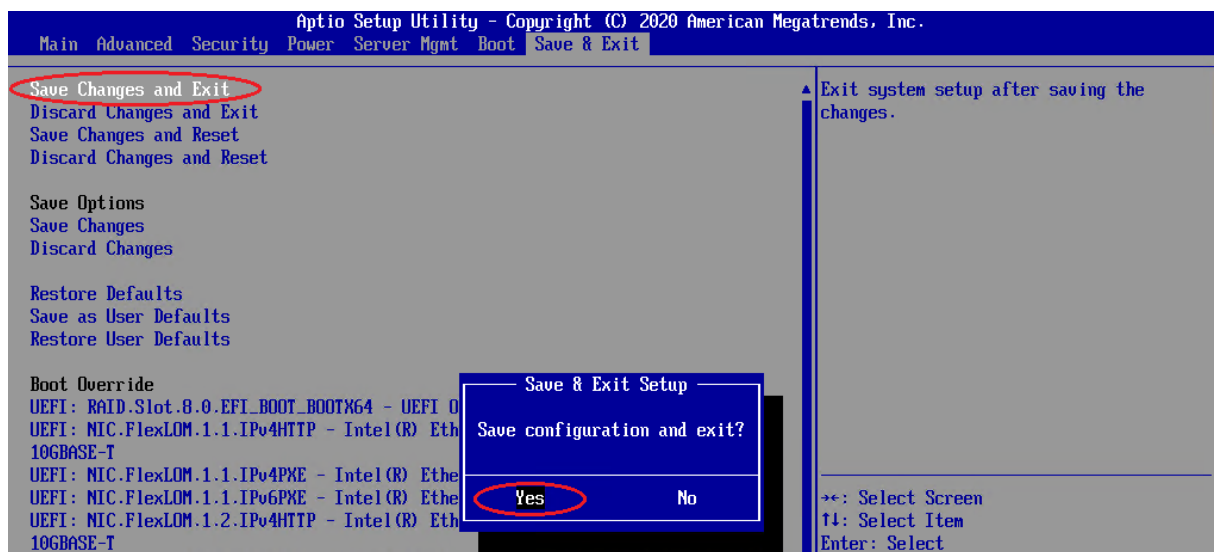 Aptio Setup Utility - Copyright (C) 2020 American Megatrends, Inc.
Main Advanced Security Power Server Mgmt Boot Save & Exit
Save Changes and Exit
Discard Changes and Exit
Save Changes and Reset
Discard Changes and Reset
Save Options
Save Changes
Discard Changes
Restore Defaults
Save as User Defaults
Restore User Defaults
Boot Override
UEFI: RAID.Slot.8.0.EFI_BOOT_BOOTX64 - UEFI O
UEFI: NIC.FlexLOM.1.1.IPv4HTTP - Intel(R) Eth
10GBASE-T
UEFI: NIC.FlexLOM.1.1.IPv4PXE - Intel(R) Ethe
UEFI: NIC.FlexLOM.1.1.IPv6PXE - Intel(R) Ethe
UEFI: NIC.FlexLOM.1.2.IPv4HTTP - Intel(R) Eth
10GBASE-T
Save & Exit Setup
Save configuration and exit?
Yes No
Exit system setup after saving the
changes.
→←: Select Screen
↑↓: Select Item
Enter: Select